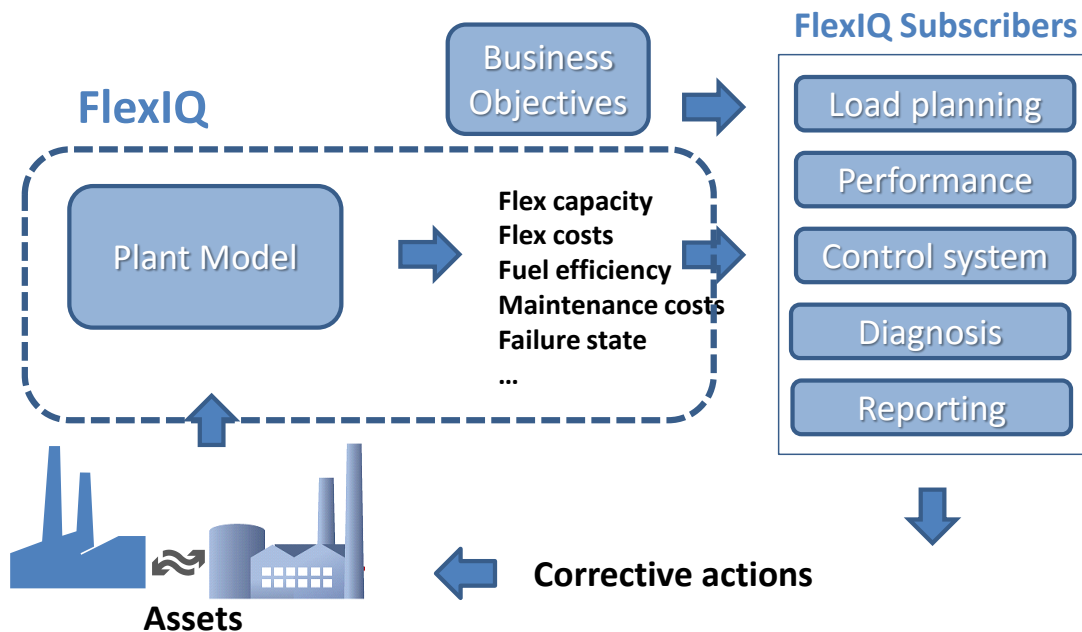 FlexIQ Subscribers
Business
Objectives
FlexIQ
Load planning
Performance
Control system
Diagnosis
Reporting
Plant Model
Flex capacity
Flex costs
Fuel efficiency
Maintenance costs
Failure state
...
Corrective actions
Assets